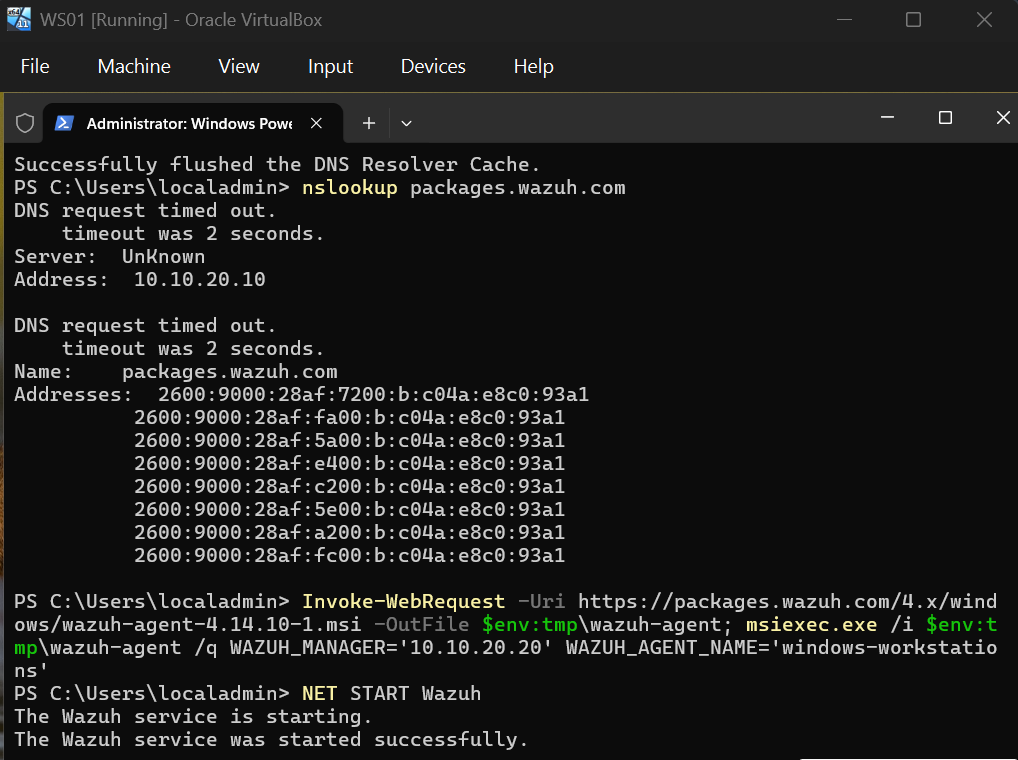 WS01 [Running] - Oracle VirtualBox
File Machine View Input Devices Help
Administrator: Windows Powe
Successfully flushed the DNS Resolver Cache.
PS C:\Users\localadmin> nslookup packages.wazuh.com
DNS request timed out.
    timeout was 2 seconds.
Server:  UnKnown
Address:  10.10.20.10

DNS request timed out.
    timeout was 2 seconds.
Name:    packages.wazuh.com
Addresses:  2600:9000:28af:7200:b:c04a:e8c0:93a1
          2600:9000:28af:fa00:b:c04a:e8c0:93a1
          2600:9000:28af:5a00:b:c04a:e8c0:93a1
          2600:9000:28af:e400:b:c04a:e8c0:93a1
          2600:9000:28af:c200:b:c04a:e8c0:93a1
          2600:9000:28af:5e00:b:c04a:e8c0:93a1
          2600:9000:28af:a200:b:c04a:e8c0:93a1
          2600:9000:28af:fc00:b:c04a:e8c0:93a1

PS C:\Users\localadmin> Invoke-WebRequest -Uri https://packages.wazuh.com/4.x/wind
ows/wazuh-agent-4.14.10-1.msi -OutFile $env:tmp\wazuh-agent; msiexec.exe /i $env:t
mp\wazuh-agent /q WAZUH_MANAGER='10.10.20.20' WAZUH_AGENT_NAME='windows-workstatio
ns'
PS C:\Users\localadmin> NET START Wazuh
The Wazuh service is starting.
The Wazuh service was started successfully.